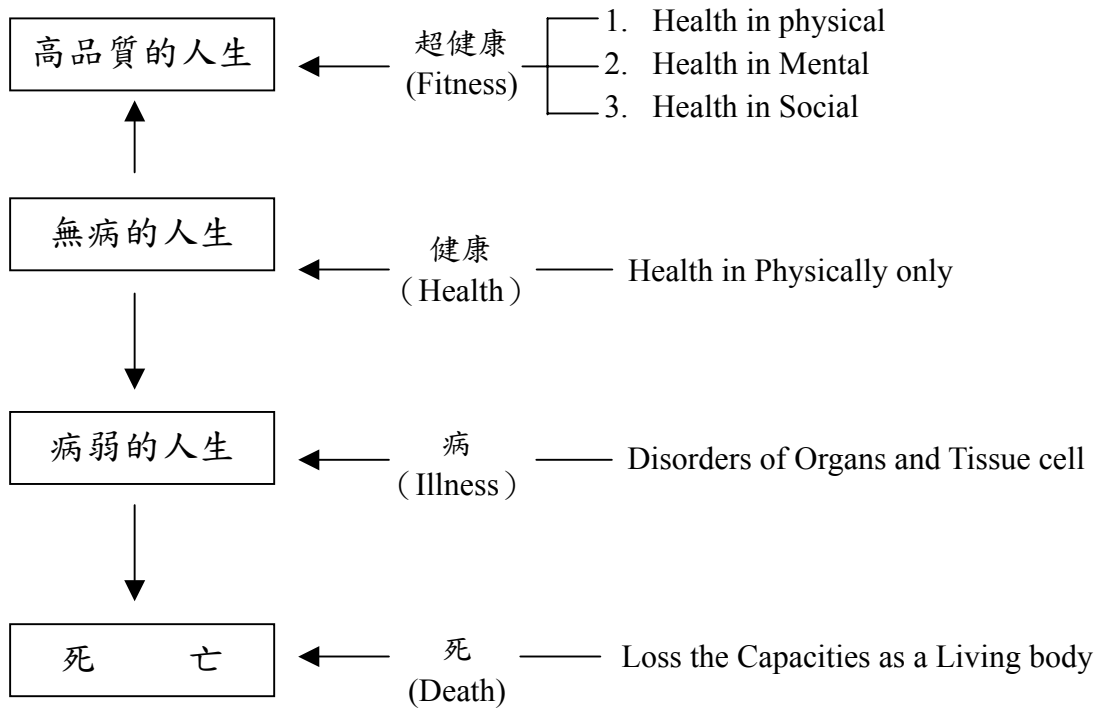 高品質的人生
超健康
(Fitness)
1. Health in physical
2. Health in Mental
3. Health in Social
無病的人生
健康
（Health）
Health in Physically only
病弱的人生
病
（Illness）
Disorders of Organs and Tissue cell
死 亡
死
(Death)
Loss the Capacities as a Living body